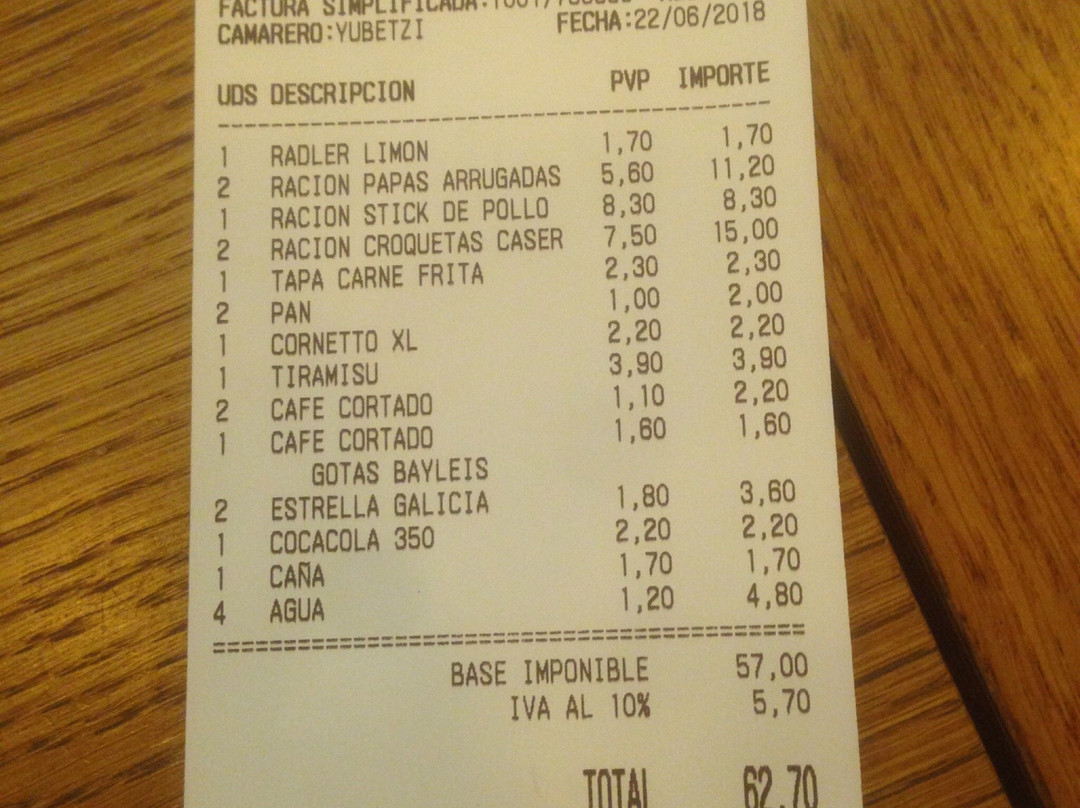 FACTURA SIMPLIFICADA:
CAMARERO:YUBETZI FECHA:22/06/2018
UDS DESCRIPCION PVP IMPORTE
1 RADLER LIMON 1,70 1,70
2 RACION PAPAS ARRUGADAS 5,60 11,20
1 RACION STICK DE POLLO 8,30 8,30
2 RACION CROQUETAS CASER 7,50 15,00
1 TAPA CARNE FRITA 2,30 2,30
2 PAN 1,00 2,00
1 CORNETTO XL 2,20 2,20
1 TIRAMISU 3,90 3,90
2 CAFE CORTADO 1,10 2,20
1 CAFE CORTADO 1,60 1,60
GOTAS BAYLEIS
2 ESTRELLA GALICIA 1,80 3,60
1 COCACOLA 350 2,20 2,20
1 CAÑA 1,70 1,70
4 AGUA 1,20 4,80
BASE IMPONIBLE 57,00
IVA AL 10% 5,70
TOTAL 62,70